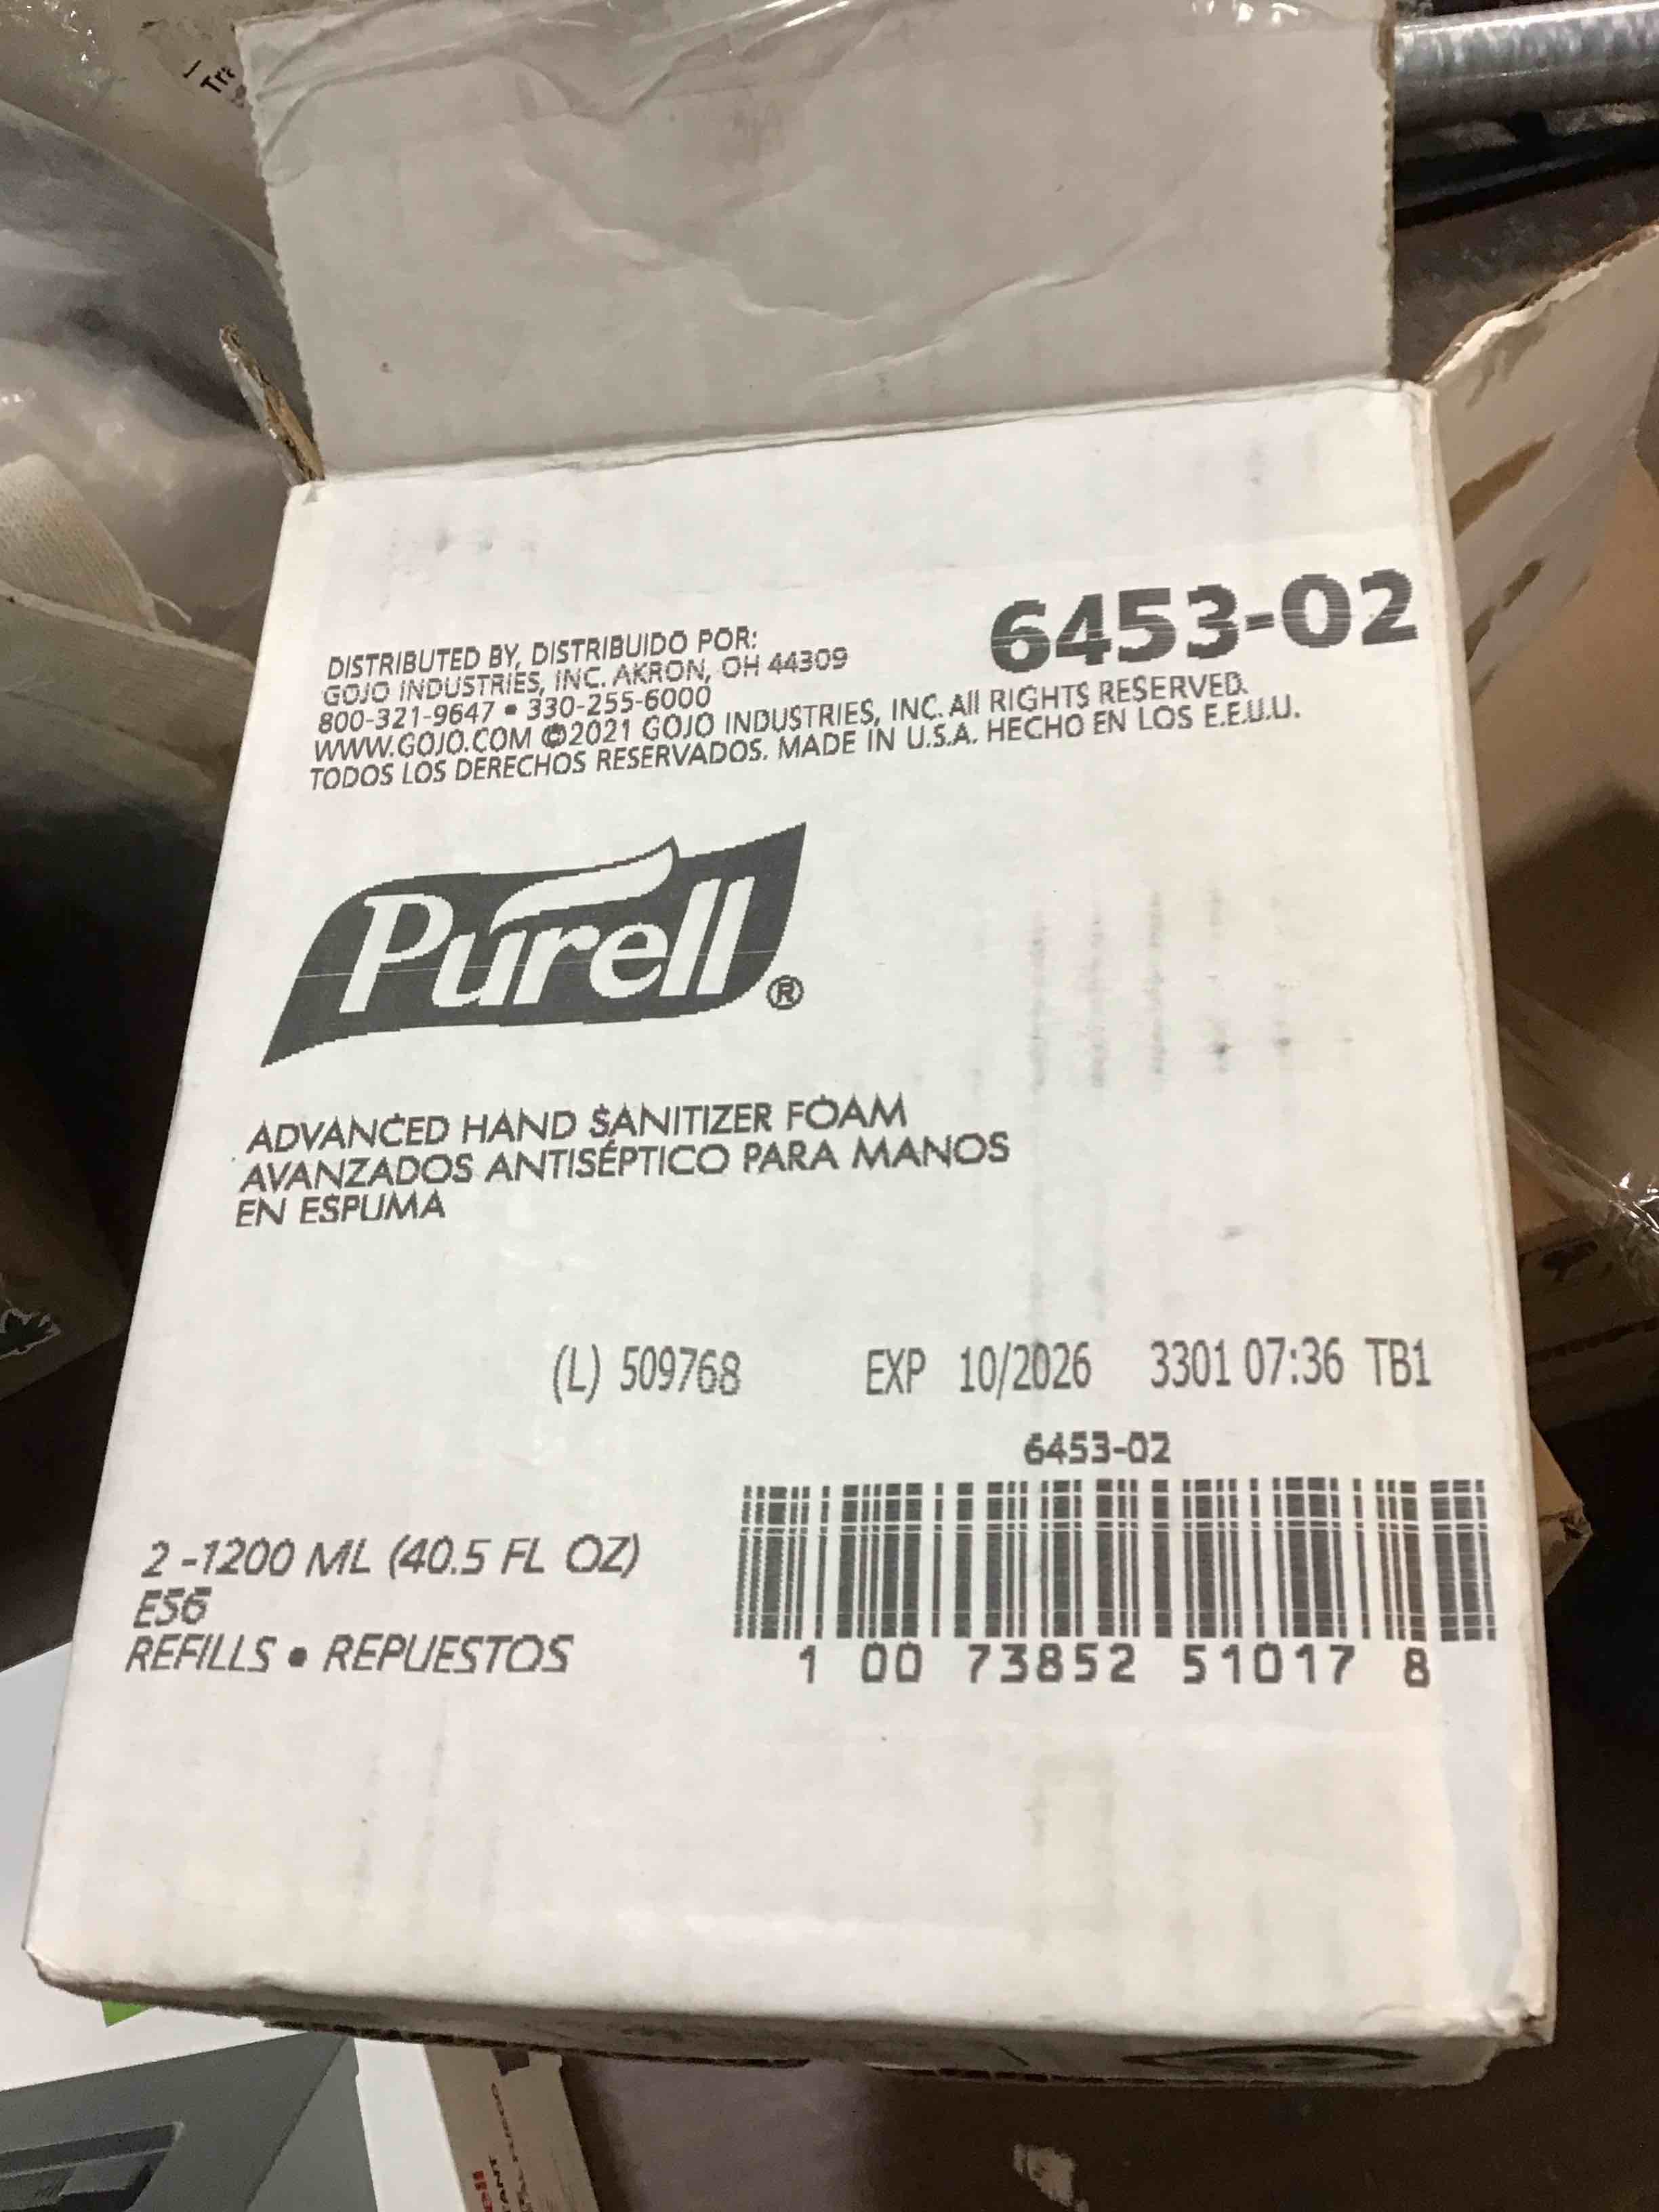 Tr
DISTRIBUTED BY, DISTRIBUIDO POR:
GOJO INDUSTRIES, INC. AKRON, OH 44309
800-321-9647 • 330-255-6000
WWW.GOJO.COM ©2021 GOJO INDUSTRIES, INC. All RIGHTS RESERVED.
TODOS LOS DERECHOS RESERVADOS. MADE IN U.S.A. HECHO EN LOS E.E.U.U.
6453-02
Purell®
ADVANCED HAND SANITIZER FOAM
AVANZADOS ANTISÉPTICO PARA MANOS
EN ESPUMA
(L) 509768 EXP 10/2026 3301 07:36 TB1
6453-02
2 -1200 ML (40.5 FL OZ)
ES6
REFILLS • REPUESTOS
1 00 73852 51017 8